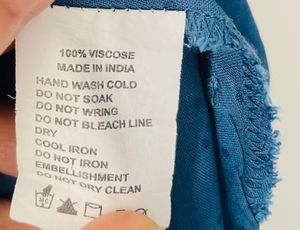 100% VISCOSE
MADE IN INDIA
HAND WASH COLD
DO NOT SOAK
DO NOT WRING
DO NOT BLEACH LINE
DRY
COOL IRON
DO NOT IRON
EMBELLISHMENT
DO NOT DRY CLEAN